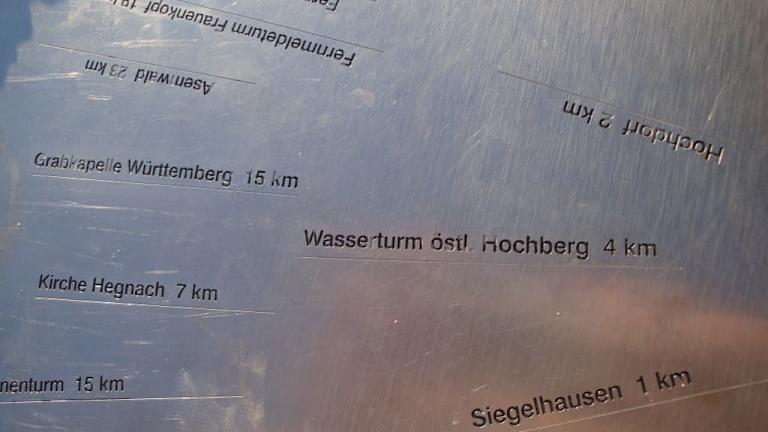 Fernmeldeturm Frauenkopf
Asenwald 23 km
Hochdorf 2 km
Grabkapelle Württemberg 15 km
Wasserturm östl. Hochberg 4 km
Kirche Hegnach 7 km
nenturm 15 km
Siegelhausen 1 km